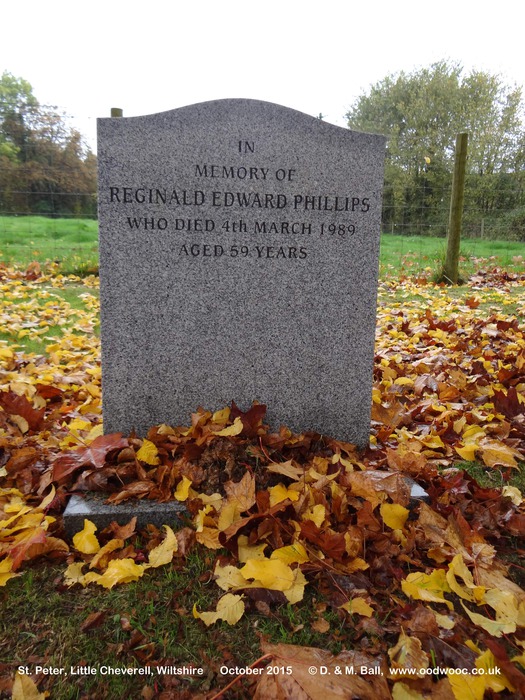 IN
MEMORY OF
REGINALD EDWARD PHILLIPS
WHO DIED 4th MARCH 1989
AGED 59 YEARS
St. Peter, Little Cheverell, Wiltshire October 2015 © D. & M. Ball, www.oodwooc.co.uk